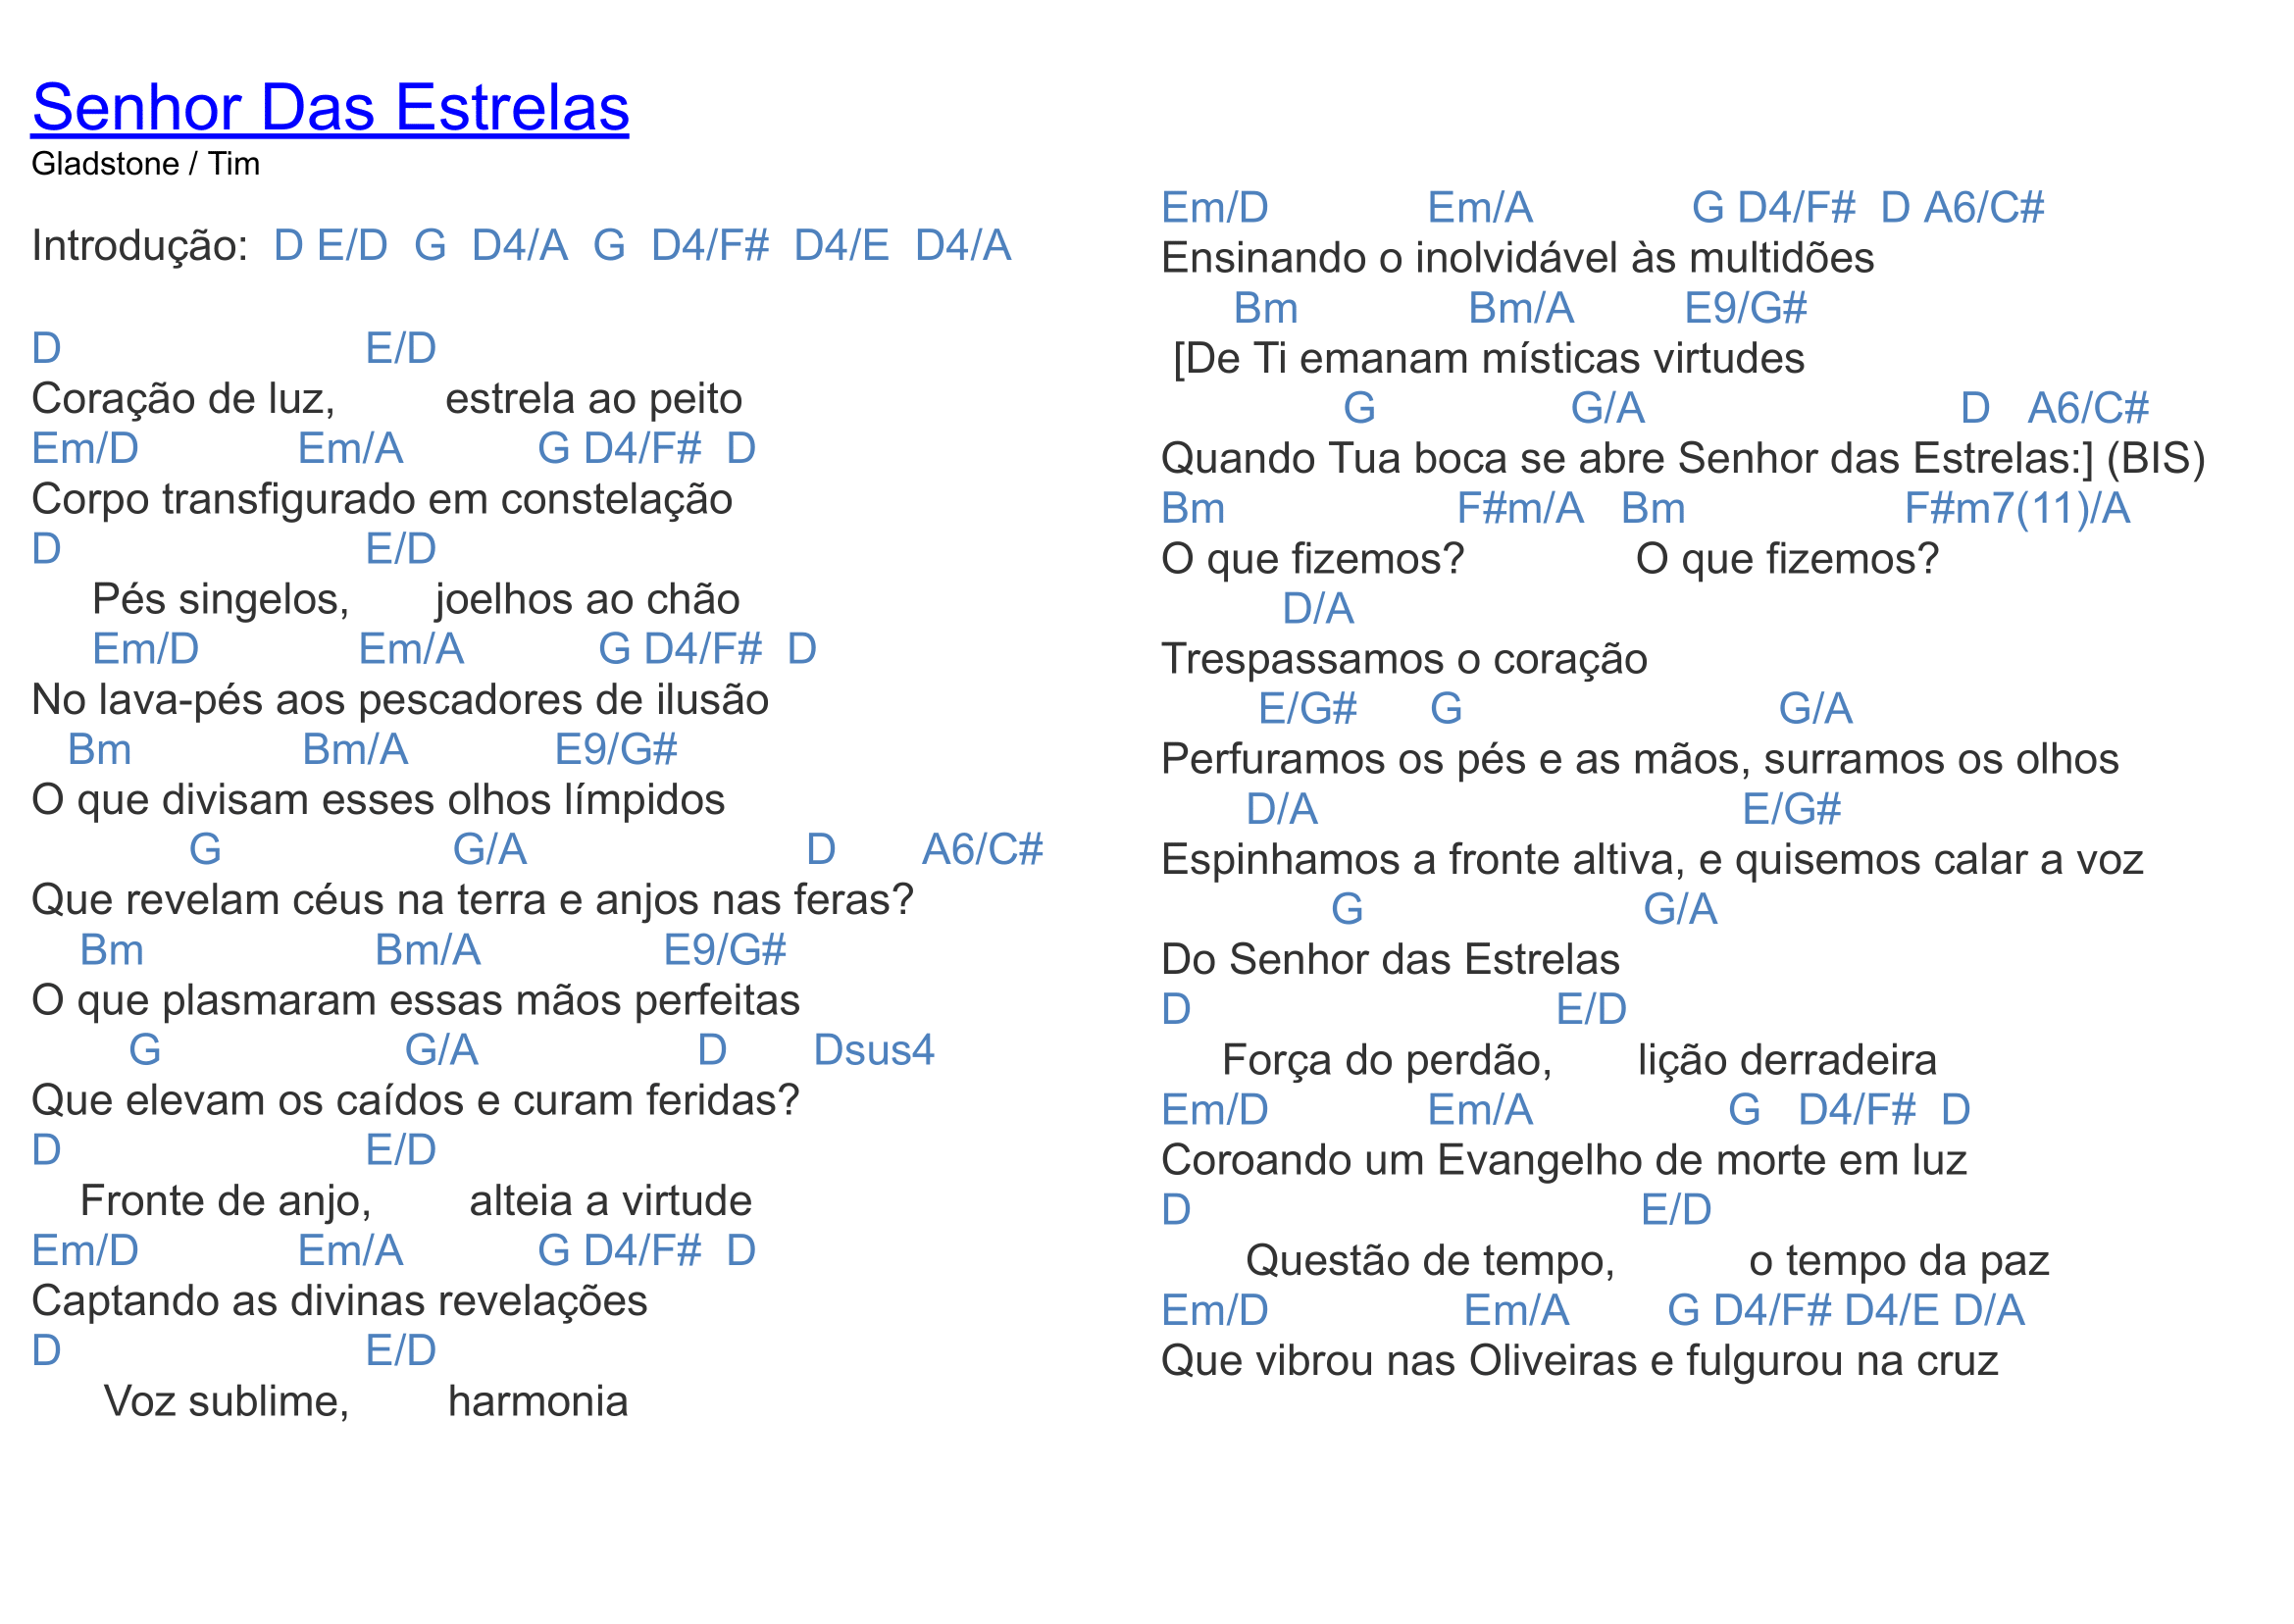 Senhor Das Estrelas
Gladstone / Tim
Introdução:  D E/D  G  D4/A  G  D4/F#  D4/E  D4/A
D                         E/D
Coração de luz,         estrela ao peito
Em/D             Em/A           G D4/F#  D
Corpo transfigurado em constelação
D                         E/D
     Pés singelos,       joelhos ao chão
     Em/D             Em/A           G D4/F#  D
No lava-pés aos pescadores de ilusão
   Bm              Bm/A            E9/G#
O que divisam esses olhos límpidos
             G                   G/A                       D       A6/C#
Que revelam céus na terra e anjos nas feras?
    Bm                   Bm/A               E9/G#
O que plasmaram essas mãos perfeitas
        G                    G/A                  D       Dsus4
Que elevam os caídos e curam feridas?
D                         E/D
    Fronte de anjo,        alteia a virtude
Em/D             Em/A           G D4/F#  D
Captando as divinas revelações
D                         E/D
      Voz sublime,        harmonia
Em/D             Em/A             G D4/F#  D A6/C#
Ensinando o inolvidável às multidões
      Bm              Bm/A         E9/G#
 [De Ti emanam místicas virtudes
               G                G/A                          D   A6/C#
Quando Tua boca se abre Senhor das Estrelas:] (BIS)
Bm                   F#m/A   Bm                  F#m7(11)/A
O que fizemos?              O que fizemos?
          D/A
Trespassamos o coração
        E/G#      G                          G/A
Perfuramos os pés e as mãos, surramos os olhos
       D/A                                   E/G#
Espinhamos a fronte altiva, e quisemos calar a voz
              G                       G/A
Do Senhor das Estrelas
D                              E/D
     Força do perdão,       lição derradeira
Em/D             Em/A                G   D4/F#  D
Coroando um Evangelho de morte em luz
D                                     E/D
       Questão de tempo,           o tempo da paz
Em/D                Em/A        G D4/F# D4/E D/A
Que vibrou nas Oliveiras e fulgurou na cruz